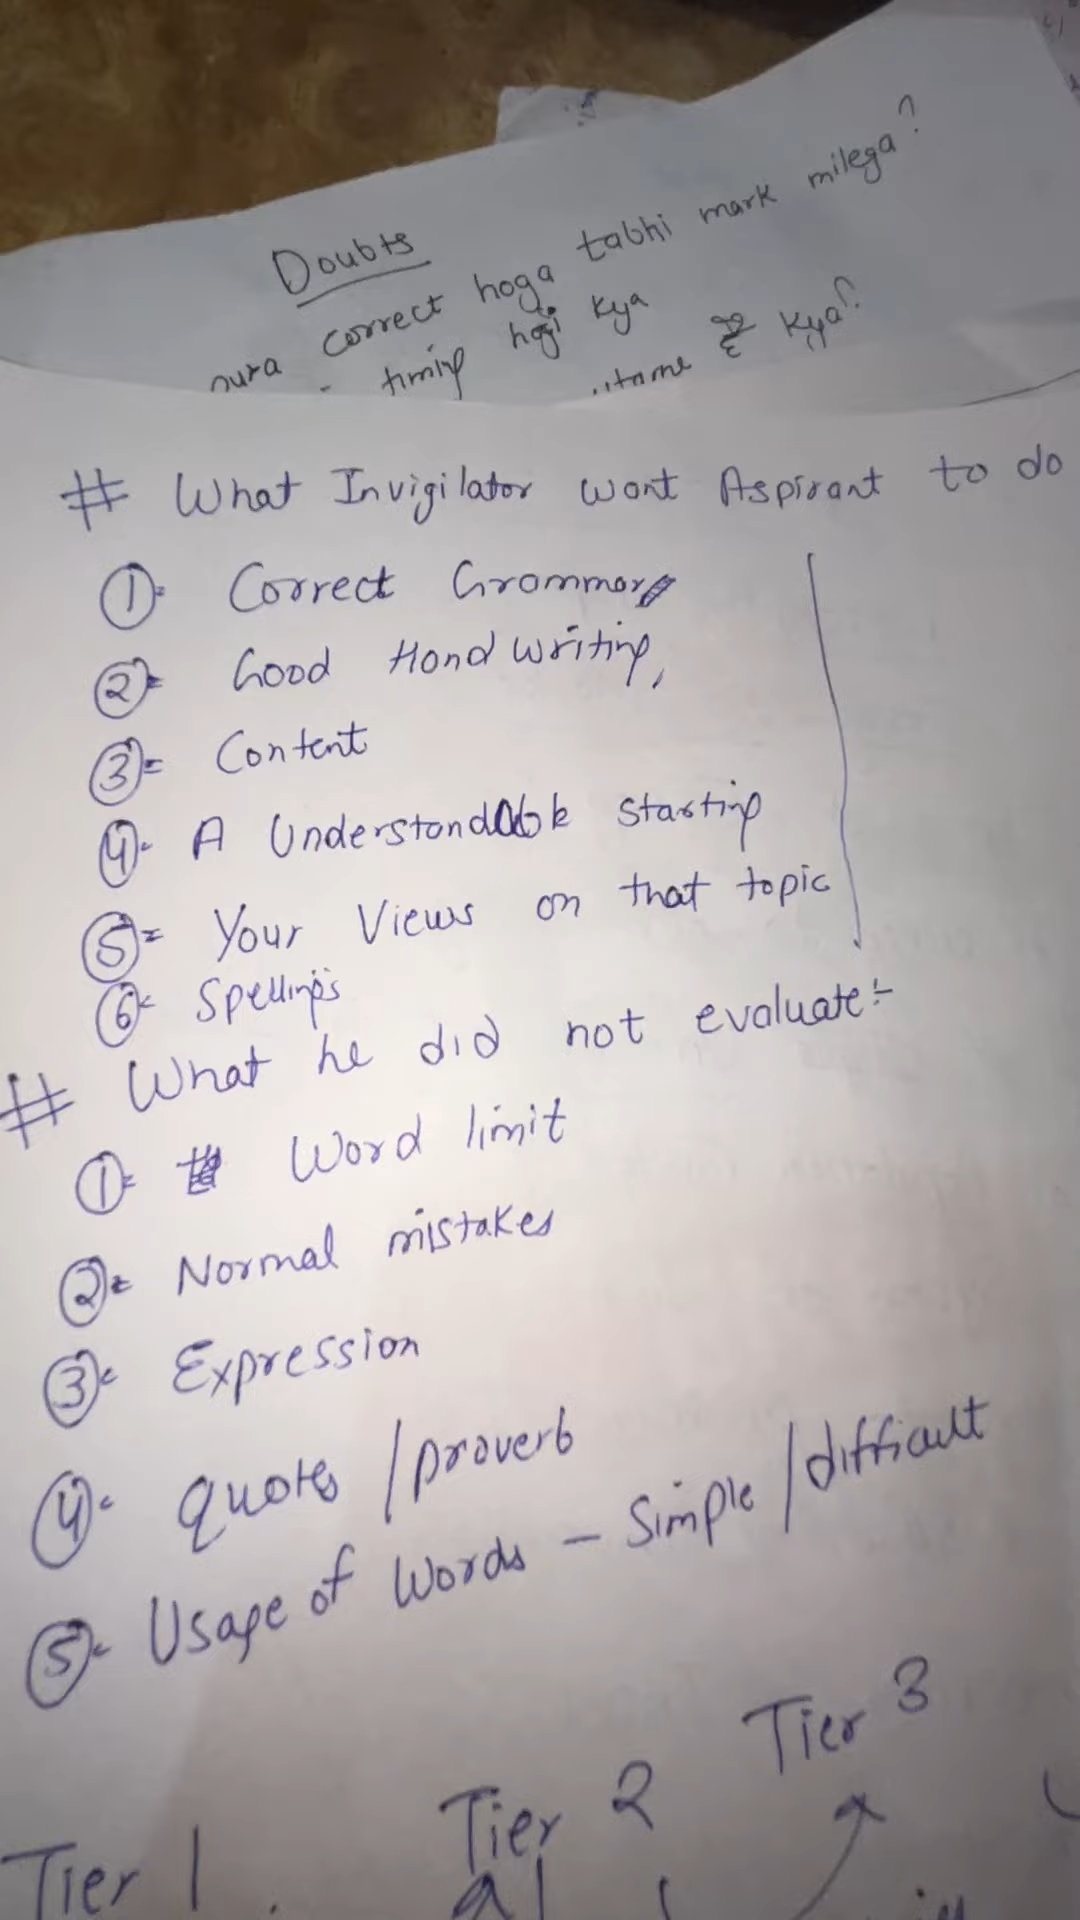 Doubts
pura correct hoga tabhi mark milega?
timing hogi kya
kya?
# What Invigilator want Aspirant to do
1= Correct Grammar
2= Good Hand writing,
3= Content
4- A Understandable starting
5= Your Views on that topic
6- Spellings
# What he did not evaluate:-
1= Word limit
2= Normal mistakes
3- Expression
4- quotes / proverb
5- Usage of Words - Simple / difficult
Tier 3
Tier 2
Tier 1